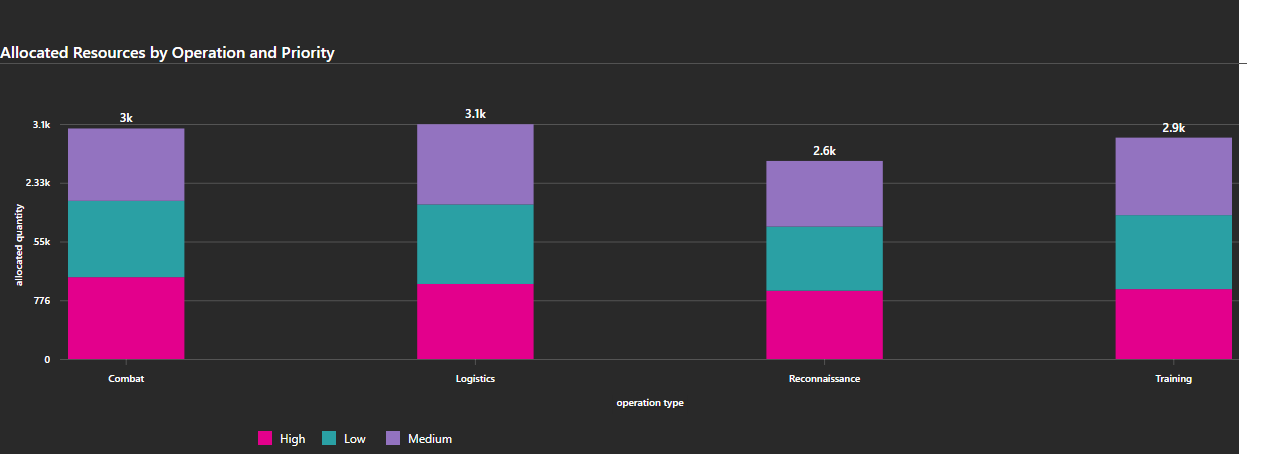 Allocated Resources by Operation and Priority
3k
3.1k
2.6k
2.9k
3.1k
2.33k
55k
776
0
allocated quantity
Combat
Logistics
Reconnaissance
Training
operation type
High
Low
Medium